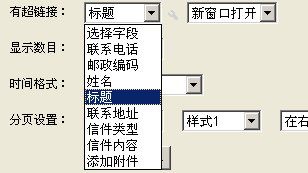 有超链接： 标题 新窗口打开
显示数目： 选择字段
联系电话
邮政编码
时间格式： 姓名
标题
分页设置： 联系地址 样式1 在右
信件类型
信件内容
添加附件